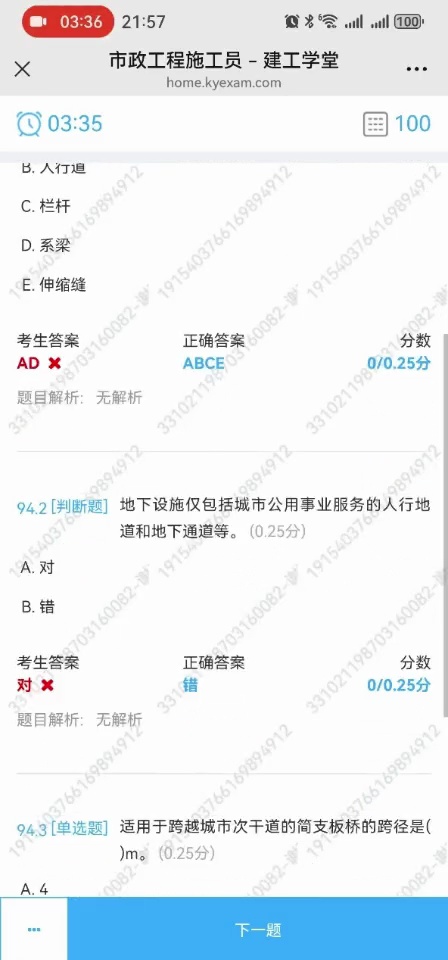 03:36 21:57 100
市政工程施工员 – 建工学堂
home.kyexam.com
03:35 100
B. 人行道
C. 栏杆
D. 系梁
E. 伸缩缝
考生答案 正确答案 分数
AD ABCE 0/0.25分
题目解析: 无解析
94.2 [判断题] 地下设施仅包括城市公用事业服务的人行地
道和地下通道等。 (0.25分)
A. 对
B. 错
考生答案 正确答案 分数
对 错 0/0.25分
题目解析: 无解析
94.3 [单选题] 适用于跨越城市次干道的简支板桥的跨径是(
)m。 (0.25分)
A. 4
下一题